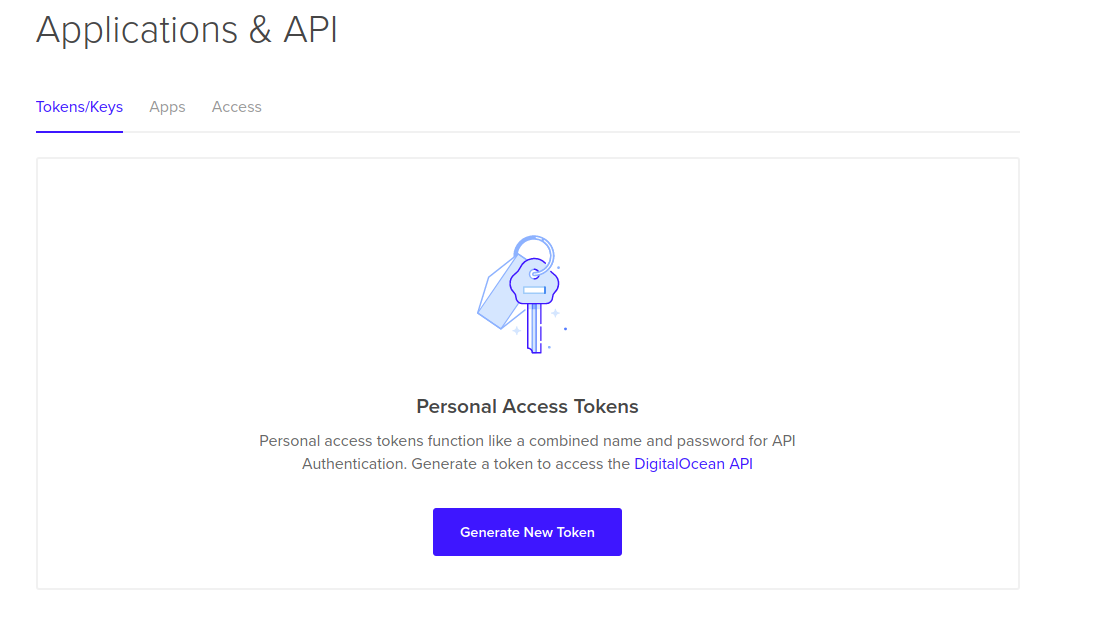 Applications & API
Tokens/Keys Apps Access
Personal Access Tokens
Personal access tokens function like a combined name and password for API
Authentication. Generate a token to access the DigitalOcean API
Generate New Token